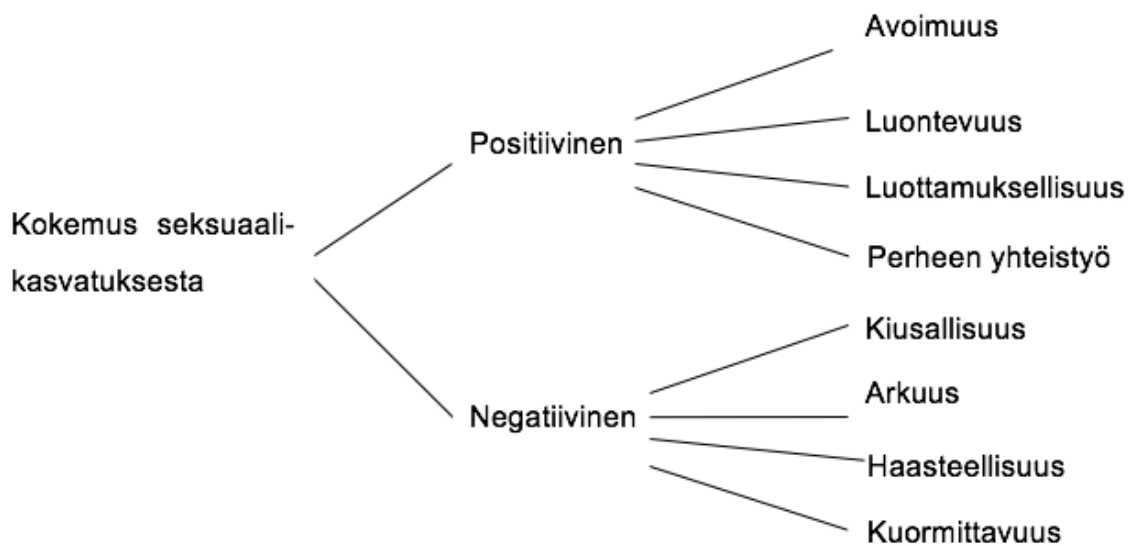 Avoimuus
Luontevuus
Positiivinen
Luottamuksellisuus
Kokemus seksuaali-
kasvatuksesta
Perheen yhteistyö
Kiusallisuus
Arkuus
Negatiivinen
Haasteellisuus
Kuormittavuus